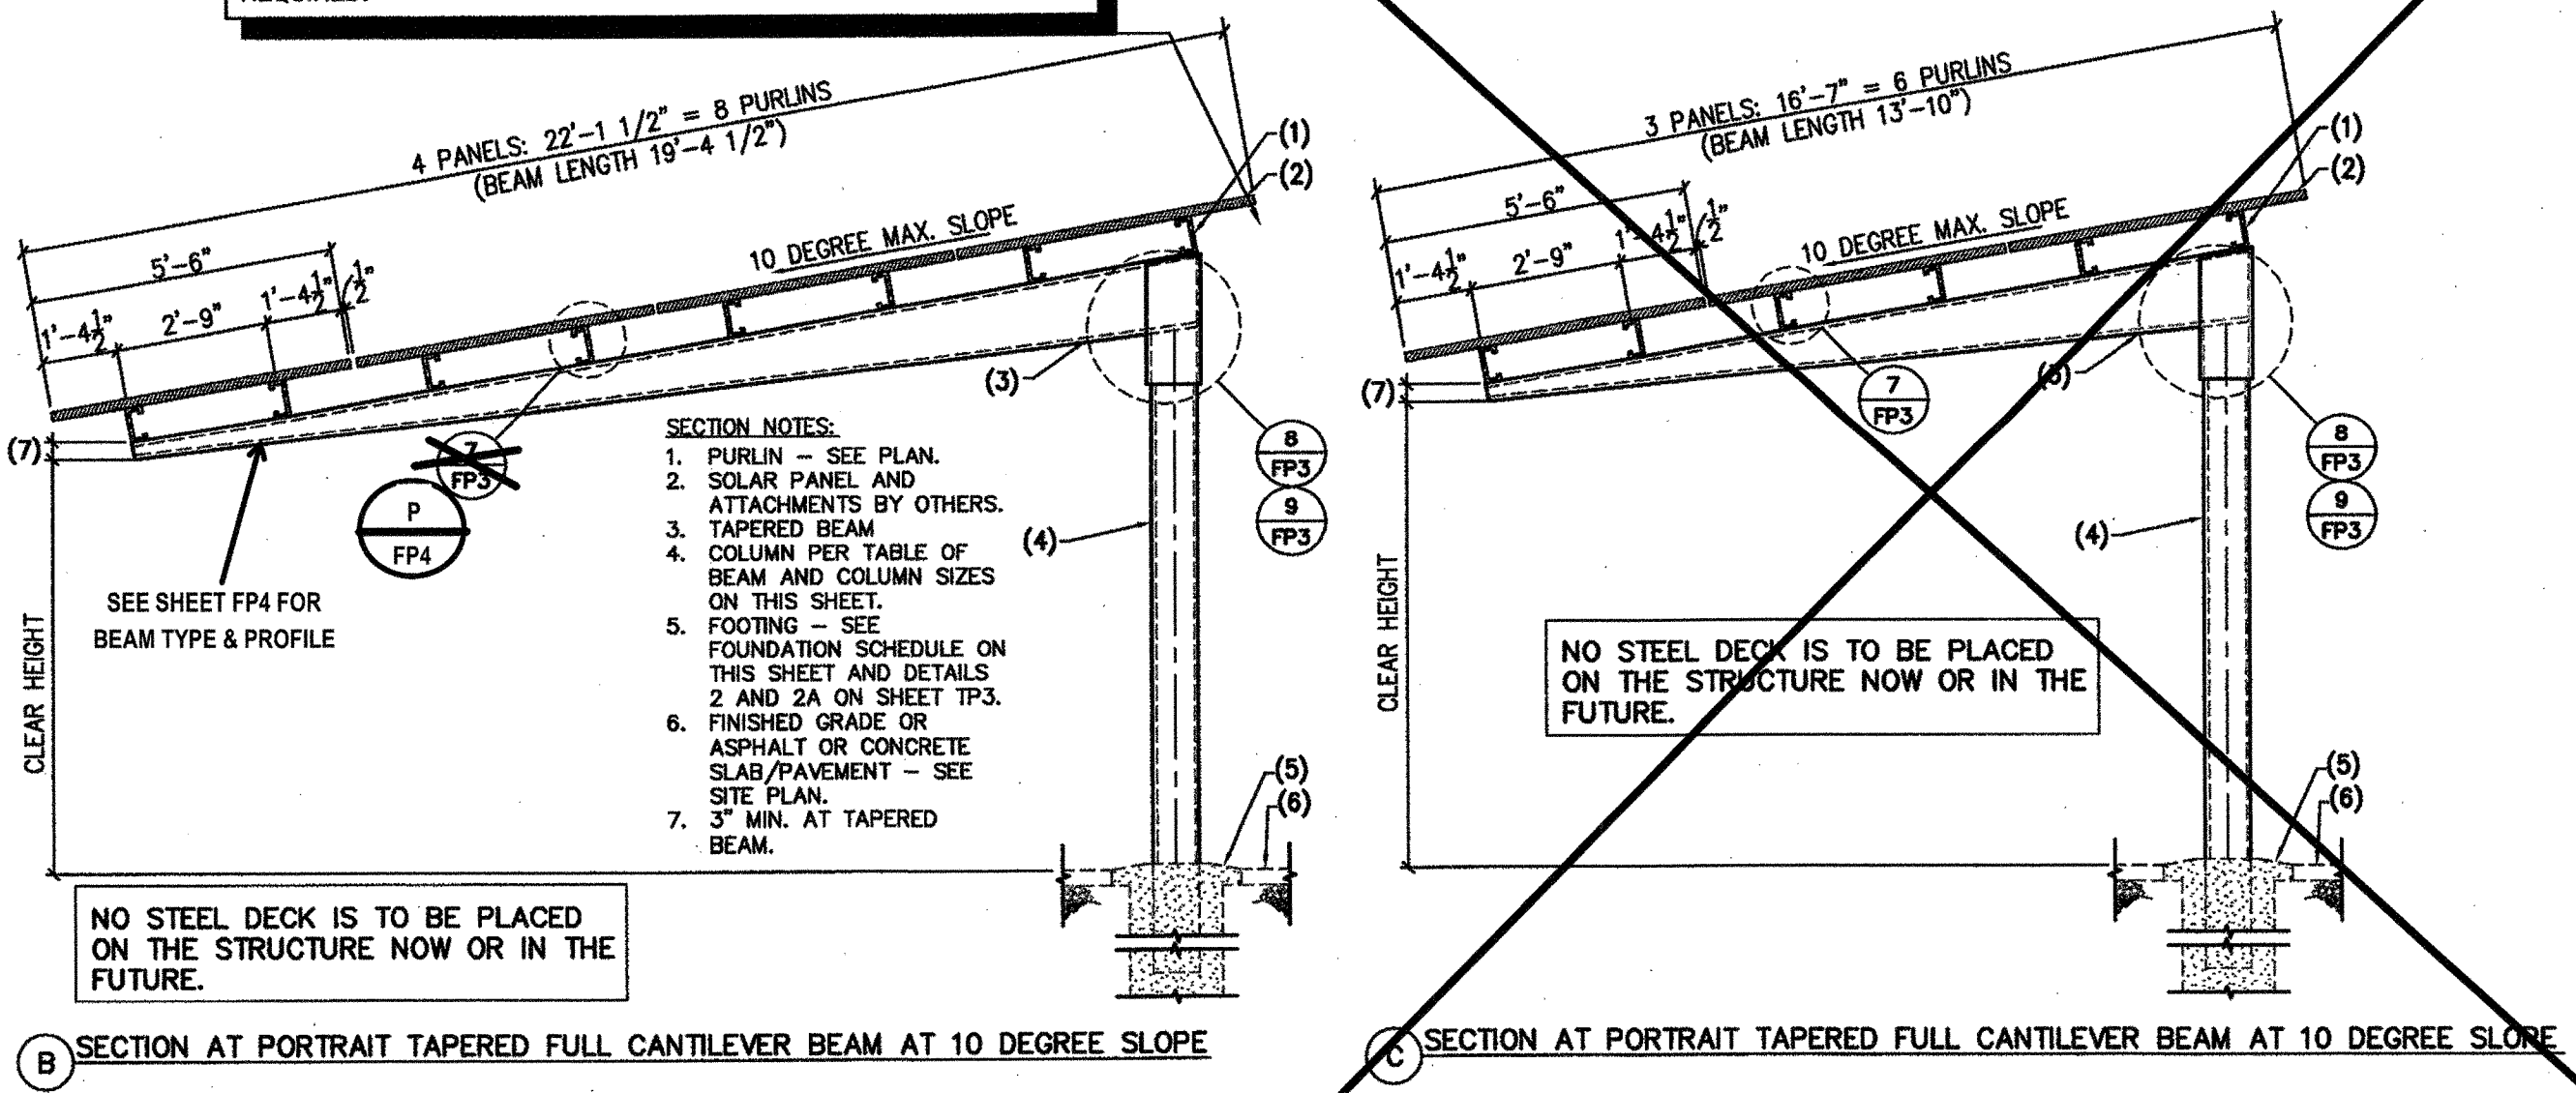 4 PANELS: 22'-1 1/2" = 8 PURLINS
(BEAM LENGTH 19'-4 1/2")
5'-6"
1'-4½"
2'-9"
1'-4½"
½"
10 DEGREE MAX. SLOPE
(1)
(2)
(3)
(4)
(5)
(6)
(7)
7
FP3
P
FP4
8
FP3
9
FP3
SEE SHEET FP4 FOR
BEAM TYPE & PROFILE
CLEAR HEIGHT
SECTION NOTES:
1. PURLIN – SEE PLAN.
2. SOLAR PANEL AND
ATTACHMENTS BY OTHERS.
3. TAPERED BEAM
4. COLUMN PER TABLE OF
BEAM AND COLUMN SIZES
ON THIS SHEET.
5. FOOTING – SEE
FOUNDATION SCHEDULE ON
THIS SHEET AND DETAILS
2 AND 2A ON SHEET TP3.
6. FINISHED GRADE OR
ASPHALT OR CONCRETE
SLAB/PAVEMENT – SEE
SITE PLAN.
7. 3" MIN. AT TAPERED
BEAM.
NO STEEL DECK IS TO BE PLACED
ON THE STRUCTURE NOW OR IN THE
FUTURE.
B SECTION AT PORTRAIT TAPERED FULL CANTILEVER BEAM AT 10 DEGREE SLOPE
3 PANELS: 16'-7" = 6 PURLINS
(BEAM LENGTH 13'-10")
5'-6"
1'-4½"
2'-9"
1'-4½"
½"
10 DEGREE MAX. SLOPE
(1)
(2)
(4)
(5)
(6)
(7)
7
FP3
8
FP3
9
FP3
CLEAR HEIGHT
NO STEEL DECK IS TO BE PLACED
ON THE STRUCTURE NOW OR IN THE
FUTURE.
C SECTION AT PORTRAIT TAPERED FULL CANTILEVER BEAM AT 10 DEGREE SLOPE